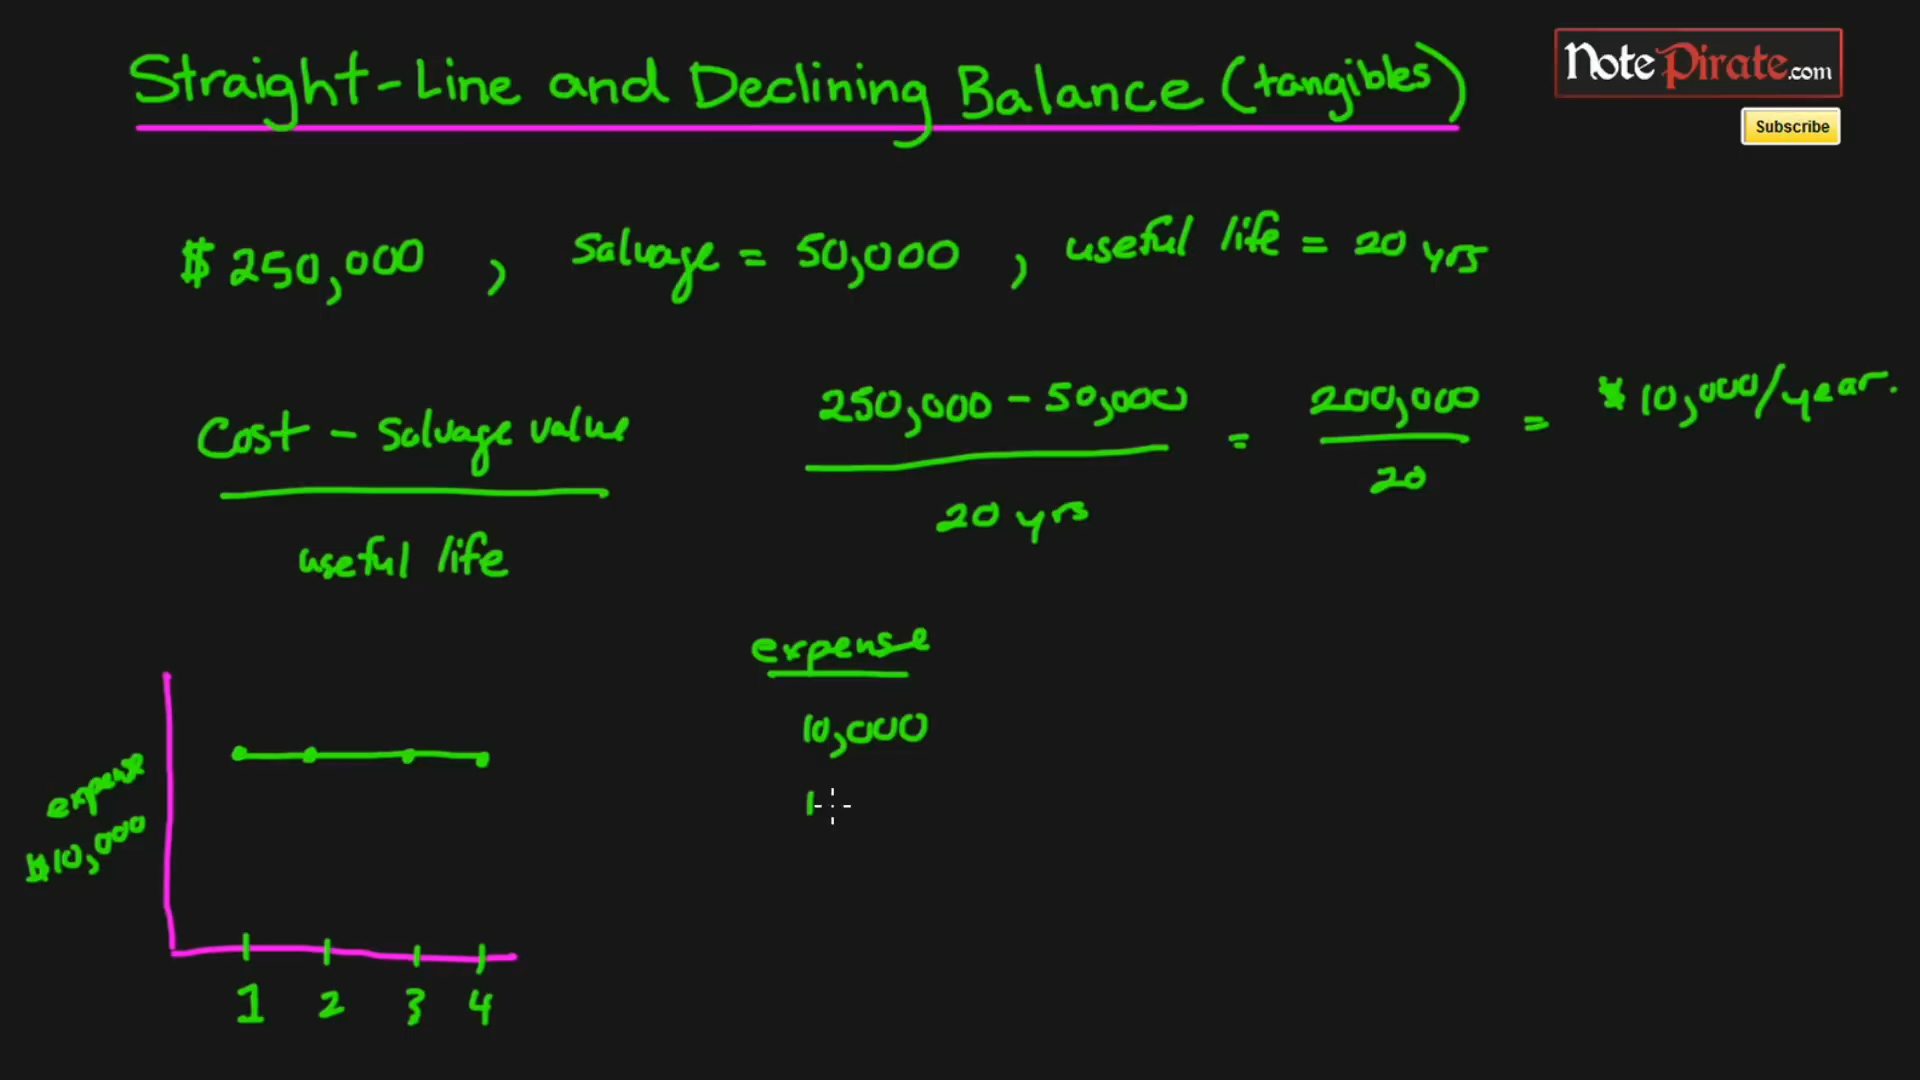 Straight-Line and Declining Balance (tangibles)
NotePirate.com
Subscribe
$250,000, Salvage = 50,000, useful life = 20 yrs
Cost - Salvage value
useful life
250,000 - 50,000
20 yrs
=
200,000
20
=
$10,000/year.
expense
10,000
1
expense
$10,000
1 2 3 4